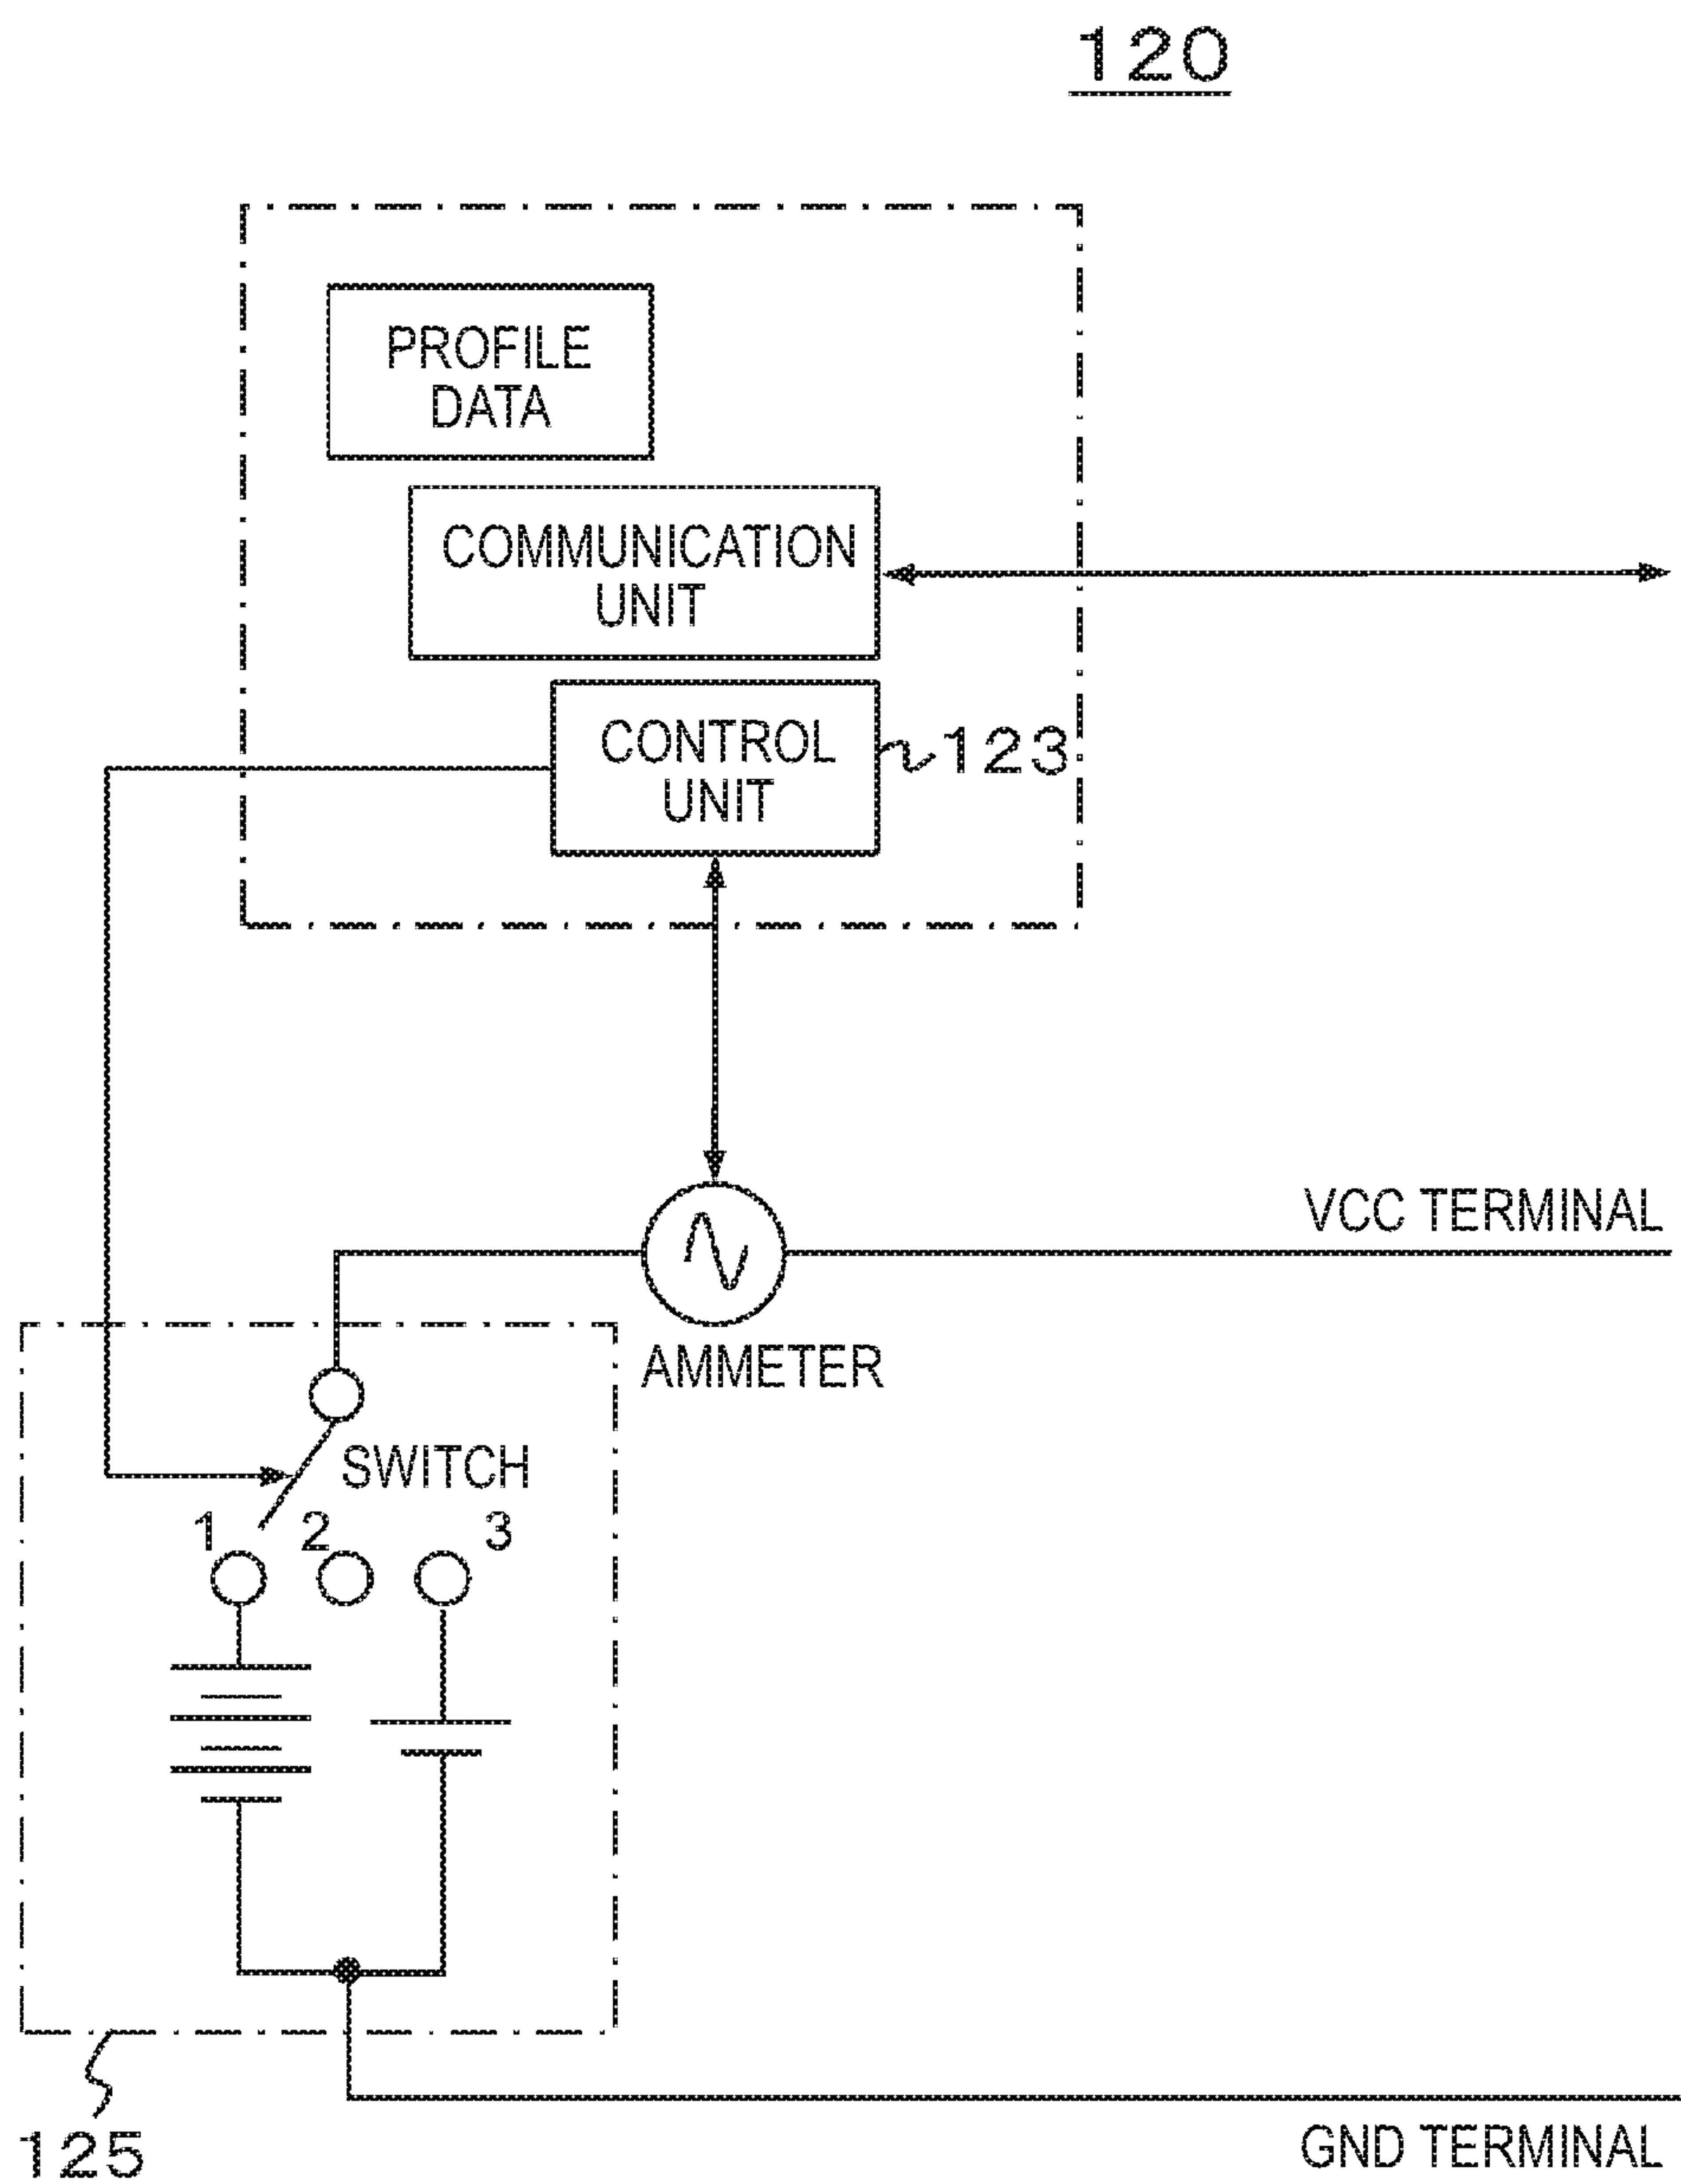 120
PROFILE
DATA
COMMUNICATION
UNIT
CONTROL
UNIT
123
VCC TERMINAL
AMMETER
SWITCH
1
2
3
125
GND TERMINAL